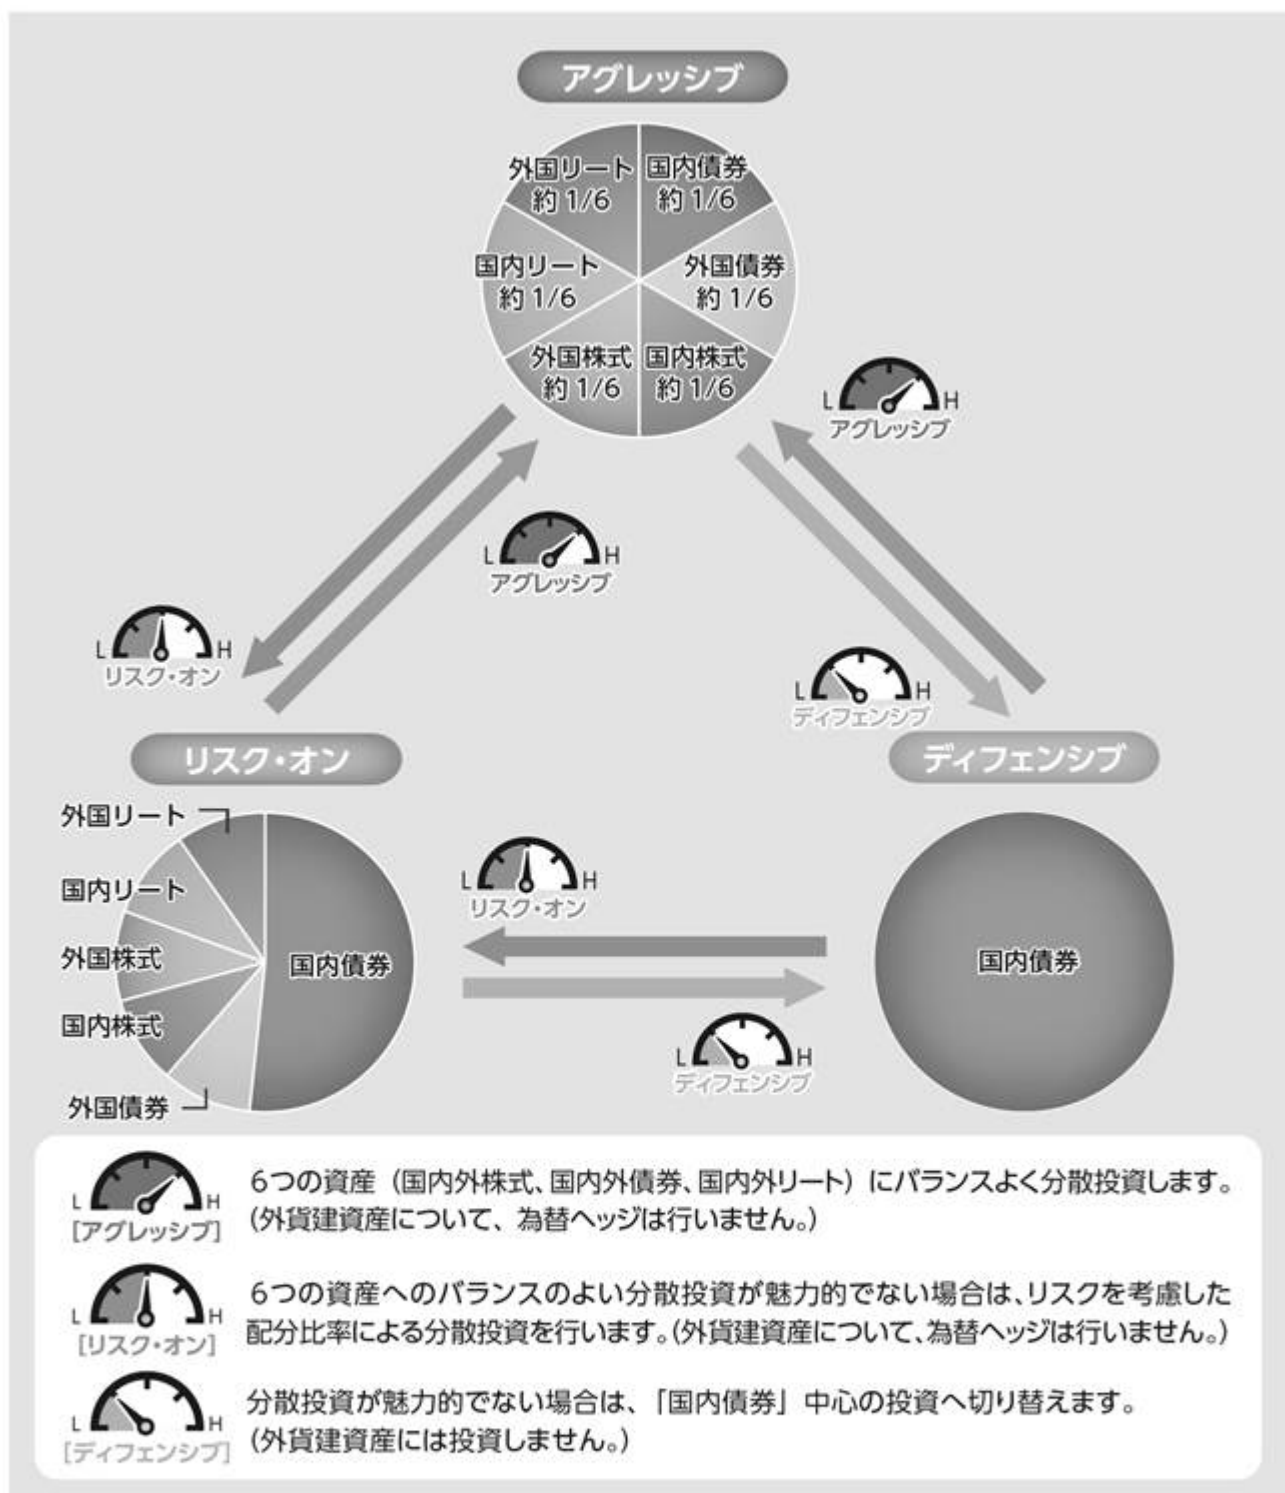 アグレッシブ
外国リート
約 1/6
国内債券
約 1/6
国内リート
約 1/6
外国債券
約 1/6
外国株式
約 1/6
国内株式
約 1/6
L H
アグレッシブ
L H
アグレッシブ
L H
リスク・オン
L H
ディフェンシブ
リスク・オン
ディフェンシブ
外国リート
国内リート
外国株式
国内株式
外国債券
国内債券
L H
リスク・オン
L H
ディフェンシブ
国内債券
L H
[アグレッシブ]
6つの資産（国内外株式、国内外債券、国内外リート）にバランスよく分散投資します。
（外貨建資産について、為替ヘッジは行いません。）
L H
[リスク・オン]
6つの資産へのバランスのよい分散投資が魅力的でない場合は、リスクを考慮した
配分比率による分散投資を行います。（外貨建資産について、為替ヘッジは行いません。）
L H
[ディフェンシブ]
分散投資が魅力的でない場合は、「国内債券」中心の投資へ切り替えます。
（外貨建資産には投資しません。）